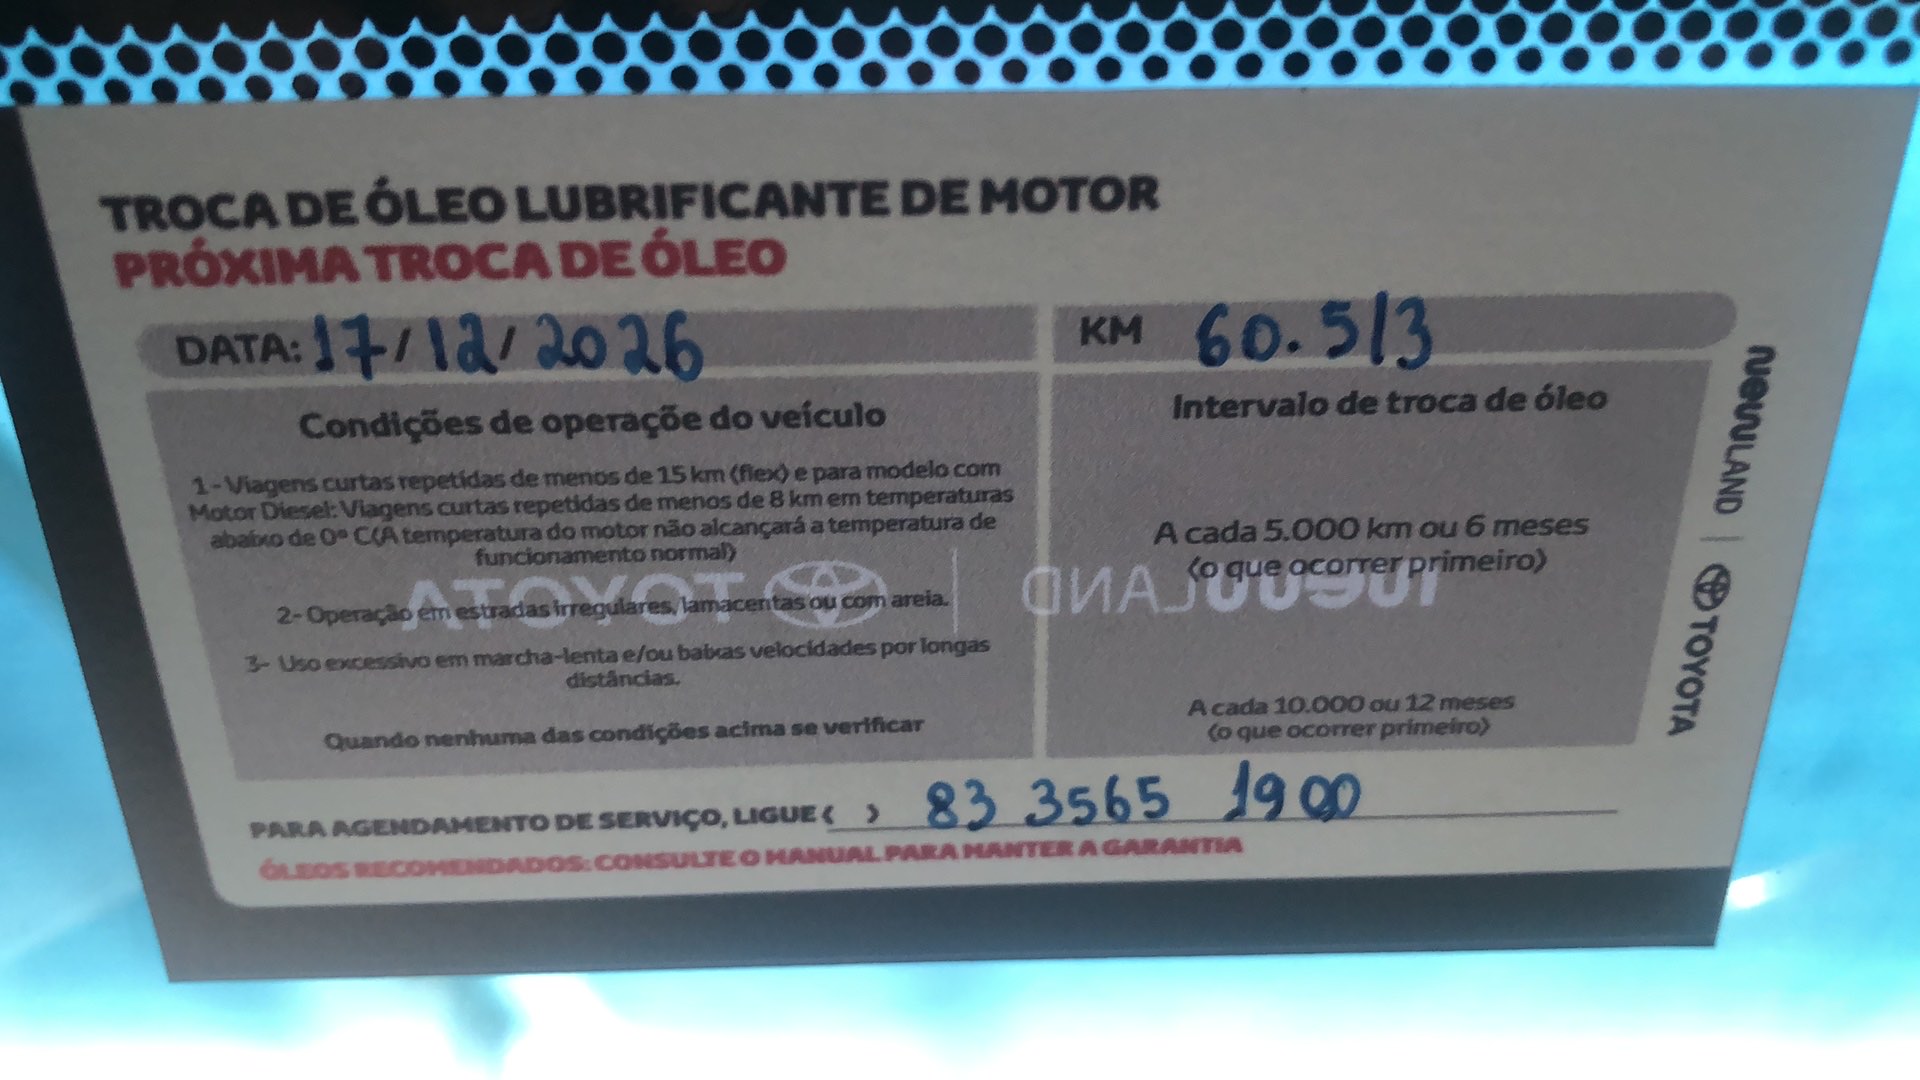 TROCA DE ÓLEO LUBRIFICANTE DE MOTOR
PRÓXIMA TROCA DE ÓLEO
DATA: 17/12/2026
KM 60.513
Condições de operaçõe do veículo
1 - Viagens curtas repetidas de menos de 15 km (flex) e para modelo com
Motor Diesel: Viagens curtas repetidas de menos de 8 km em temperaturas
abaixo de 0º C(A temperatura do motor não alcançará a temperatura de
funcionamento normal)
2- Operação em estradas irregulares, lamacentas ou com areia.
3- Uso excessivo em marcha-lenta e/ou baixas velocidades por longas
distâncias.
Quando nenhuma das condições acima se verificar
Intervalo de troca de óleo
A cada 5.000 km ou 6 meses
(o que ocorrer primeiro)
A cada 10.000 ou 12 meses
(o que ocorrer primeiro)
PARA AGENDAMENTO DE SERVIÇO, LIGUE ( ) 83 3565 1900
ÓLEOS RECOMENDADOS: CONSULTE O MANUAL PARA MANTER A GARANTIA
newLAND | TOYOTA
newLAND | TOYOTA